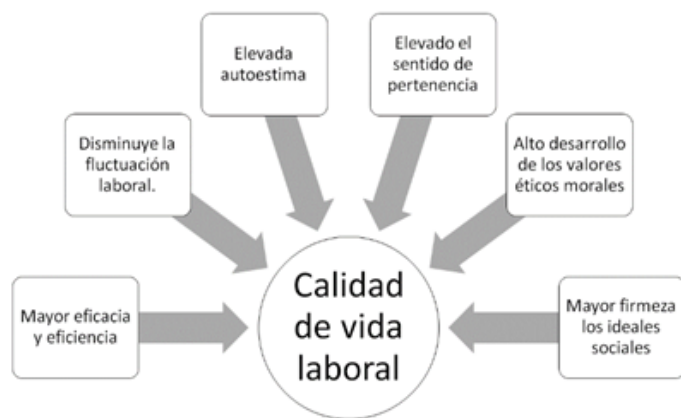 Elevada
autoestima
Elevado el
sentido de
pertenencia
Disminuye la
fluctuación
laboral.
Alto desarrollo
de los valores
éticos morales
Mayor eficacia
y eficiencia
Calidad
de vida
laboral
Mayor firmeza
los ideales
sociales